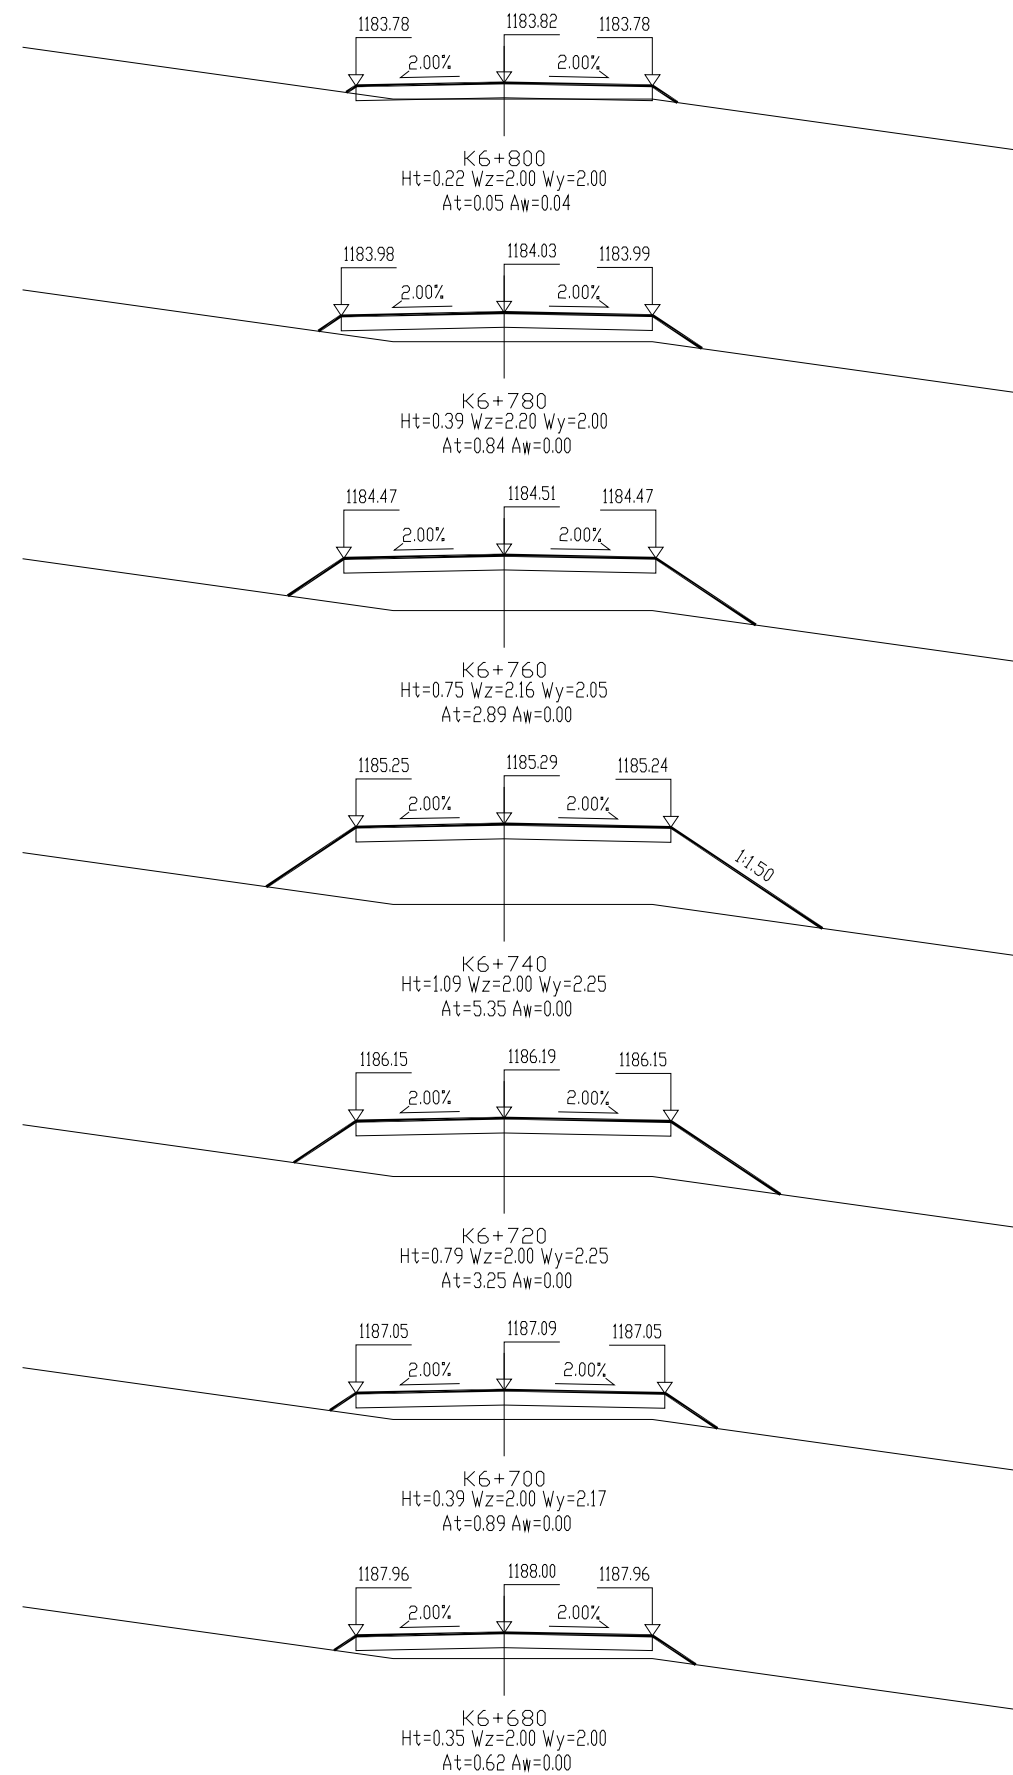 1183.78 1183.82 1183.78
2.00% 2.00%
K6+800
Ht=0.22 Wz=2.00 Wy=2.00
At=0.05 Aw=0.04
1183.98 1184.03 1183.99
2.00% 2.00%
K6+780
Ht=0.39 Wz=2.20 Wy=2.00
At=0.84 Aw=0.00
1184.47 1184.51 1184.47
2.00% 2.00%
K6+760
Ht=0.75 Wz=2.16 Wy=2.05
At=2.89 Aw=0.00
1185.25 1185.29 1185.24
2.00% 2.00%
1:1.50
K6+740
Ht=1.09 Wz=2.00 Wy=2.25
At=5.35 Aw=0.00
1186.15 1186.19 1186.15
2.00% 2.00%
K6+720
Ht=0.79 Wz=2.00 Wy=2.25
At=3.25 Aw=0.00
1187.05 1187.09 1187.05
2.00% 2.00%
K6+700
Ht=0.39 Wz=2.00 Wy=2.17
At=0.89 Aw=0.00
1187.96 1188.00 1187.96
2.00% 2.00%
K6+680
Ht=0.35 Wz=2.00 Wy=2.00
At=0.62 Aw=0.00